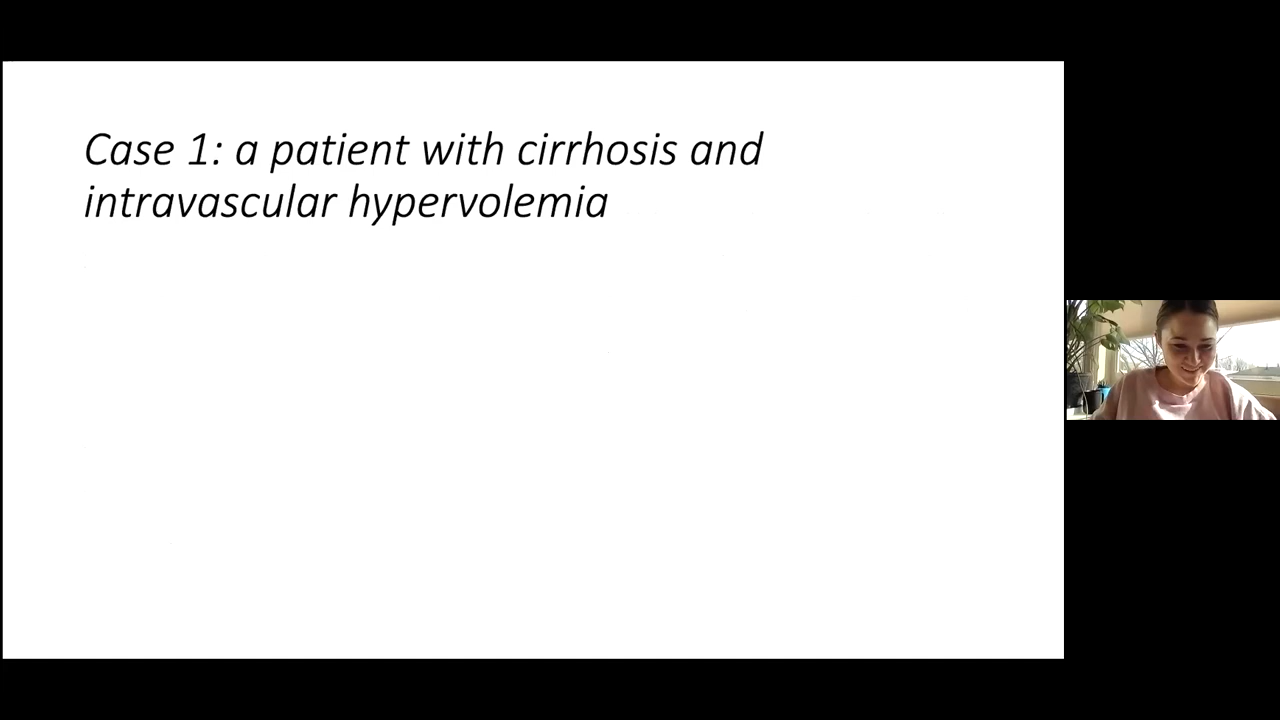 Case 1: a patient with cirrhosis and
intravascular hypervolemia